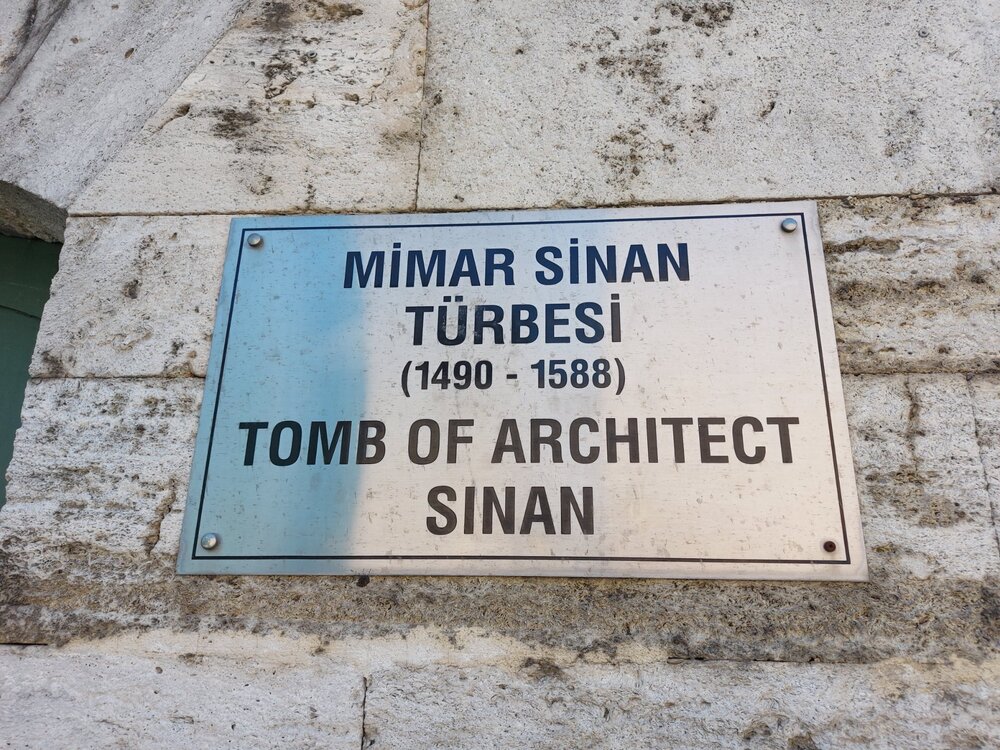 MİMAR SİNAN
TÜRBESİ
(1490 - 1588)
TOMB OF ARCHITECT
SINAN